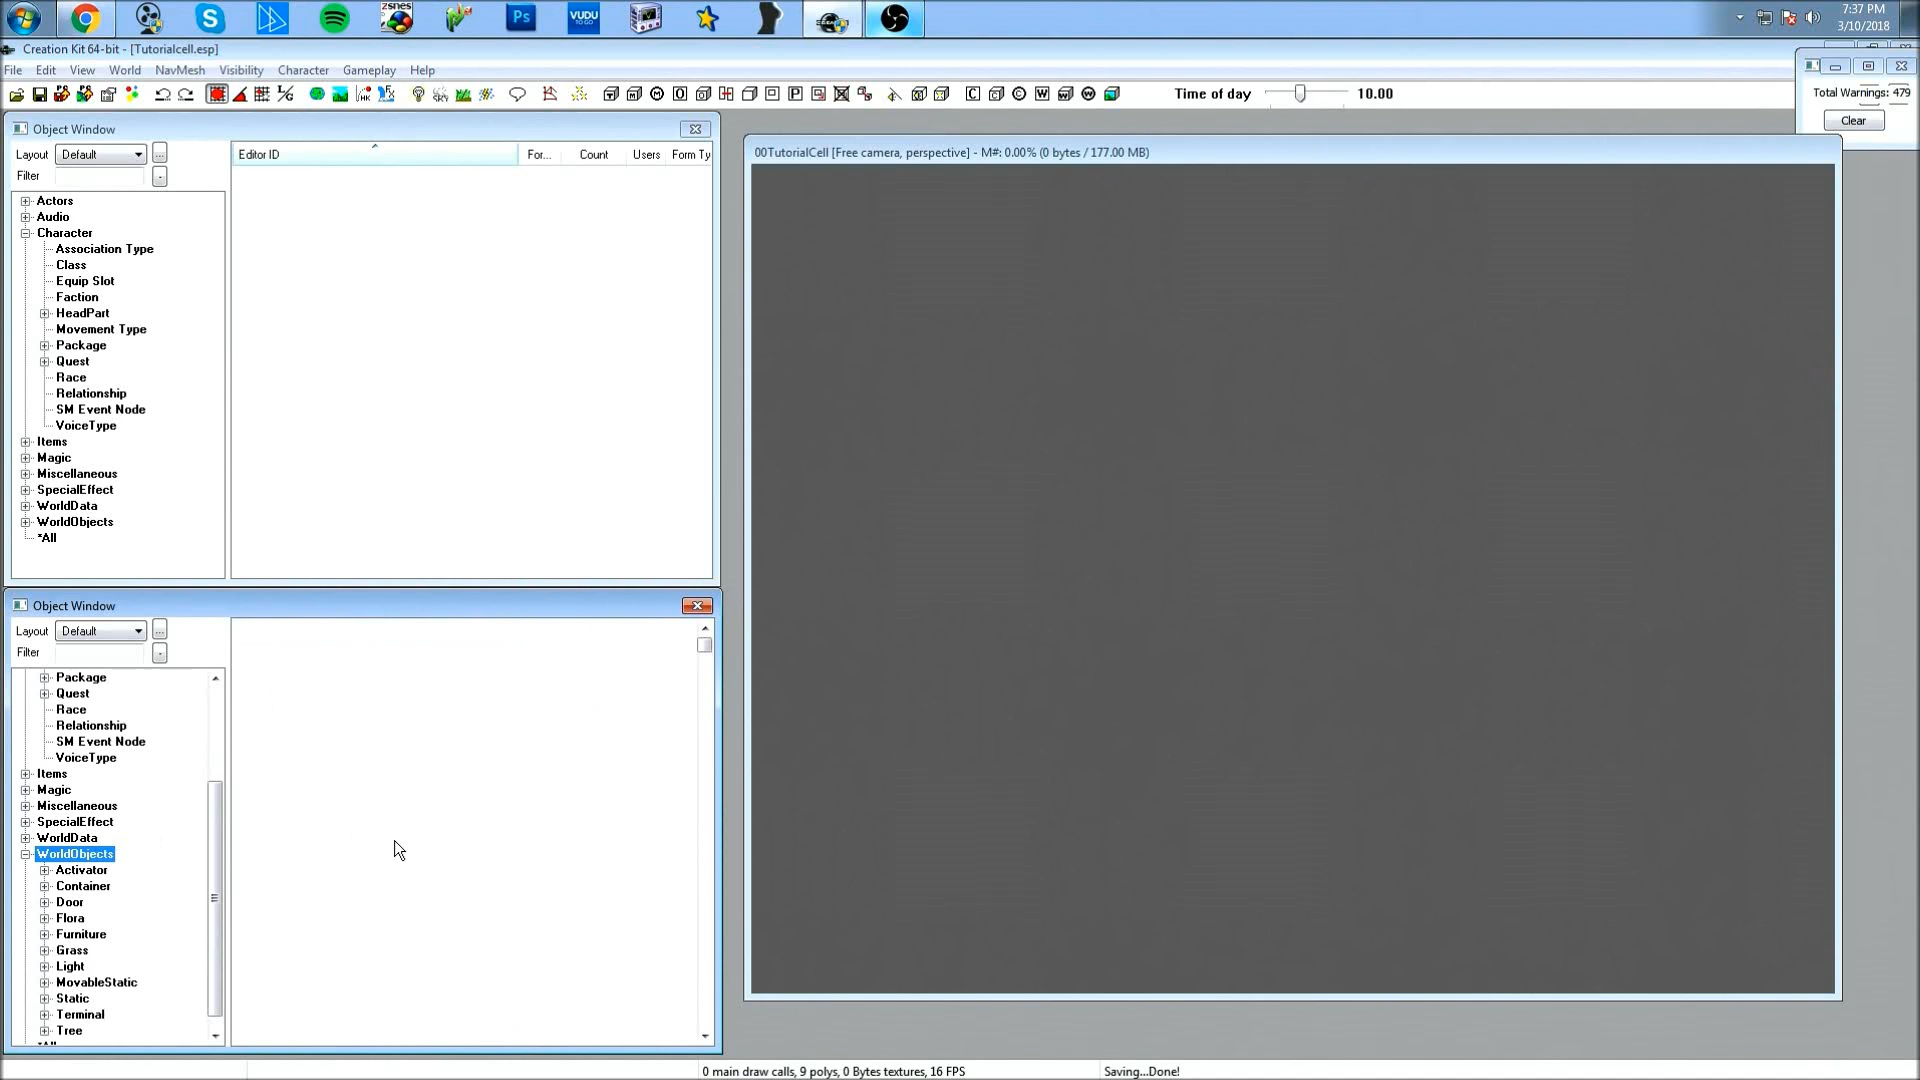 ZSNES
Ps
VUDU
TO GO
7:37 PM
3/10/2018
Creation Kit 64-bit - [Tutorialcell.esp]
File Edit View World NavMesh Visibility Character Gameplay Help
Time of day 10.00
Total Warnings: 479
Clear
Object Window
Layout Default ...
Filter
Editor ID For... Count Users Form Ty
Actors
Audio
Character
Association Type
Class
Equip Slot
Faction
HeadPart
Movement Type
Package
Quest
Race
Relationship
SM Event Node
VoiceType
Items
Magic
Miscellaneous
SpecialEffect
WorldData
WorldObjects
*All
00TutorialCell [Free camera, perspective] - M#: 0.00% (0 bytes / 177.00 MB)
Object Window
Layout Default ...
Filter
Package
Quest
Race
Relationship
SM Event Node
VoiceType
Items
Magic
Miscellaneous
SpecialEffect
WorldData
WorldObjects
Activator
Container
Door
Flora
Furniture
Grass
Light
MovableStatic
Static
Terminal
Tree
*All
0 main draw calls, 9 polys, 0 Bytes textures, 16 FPS
Saving...Done!